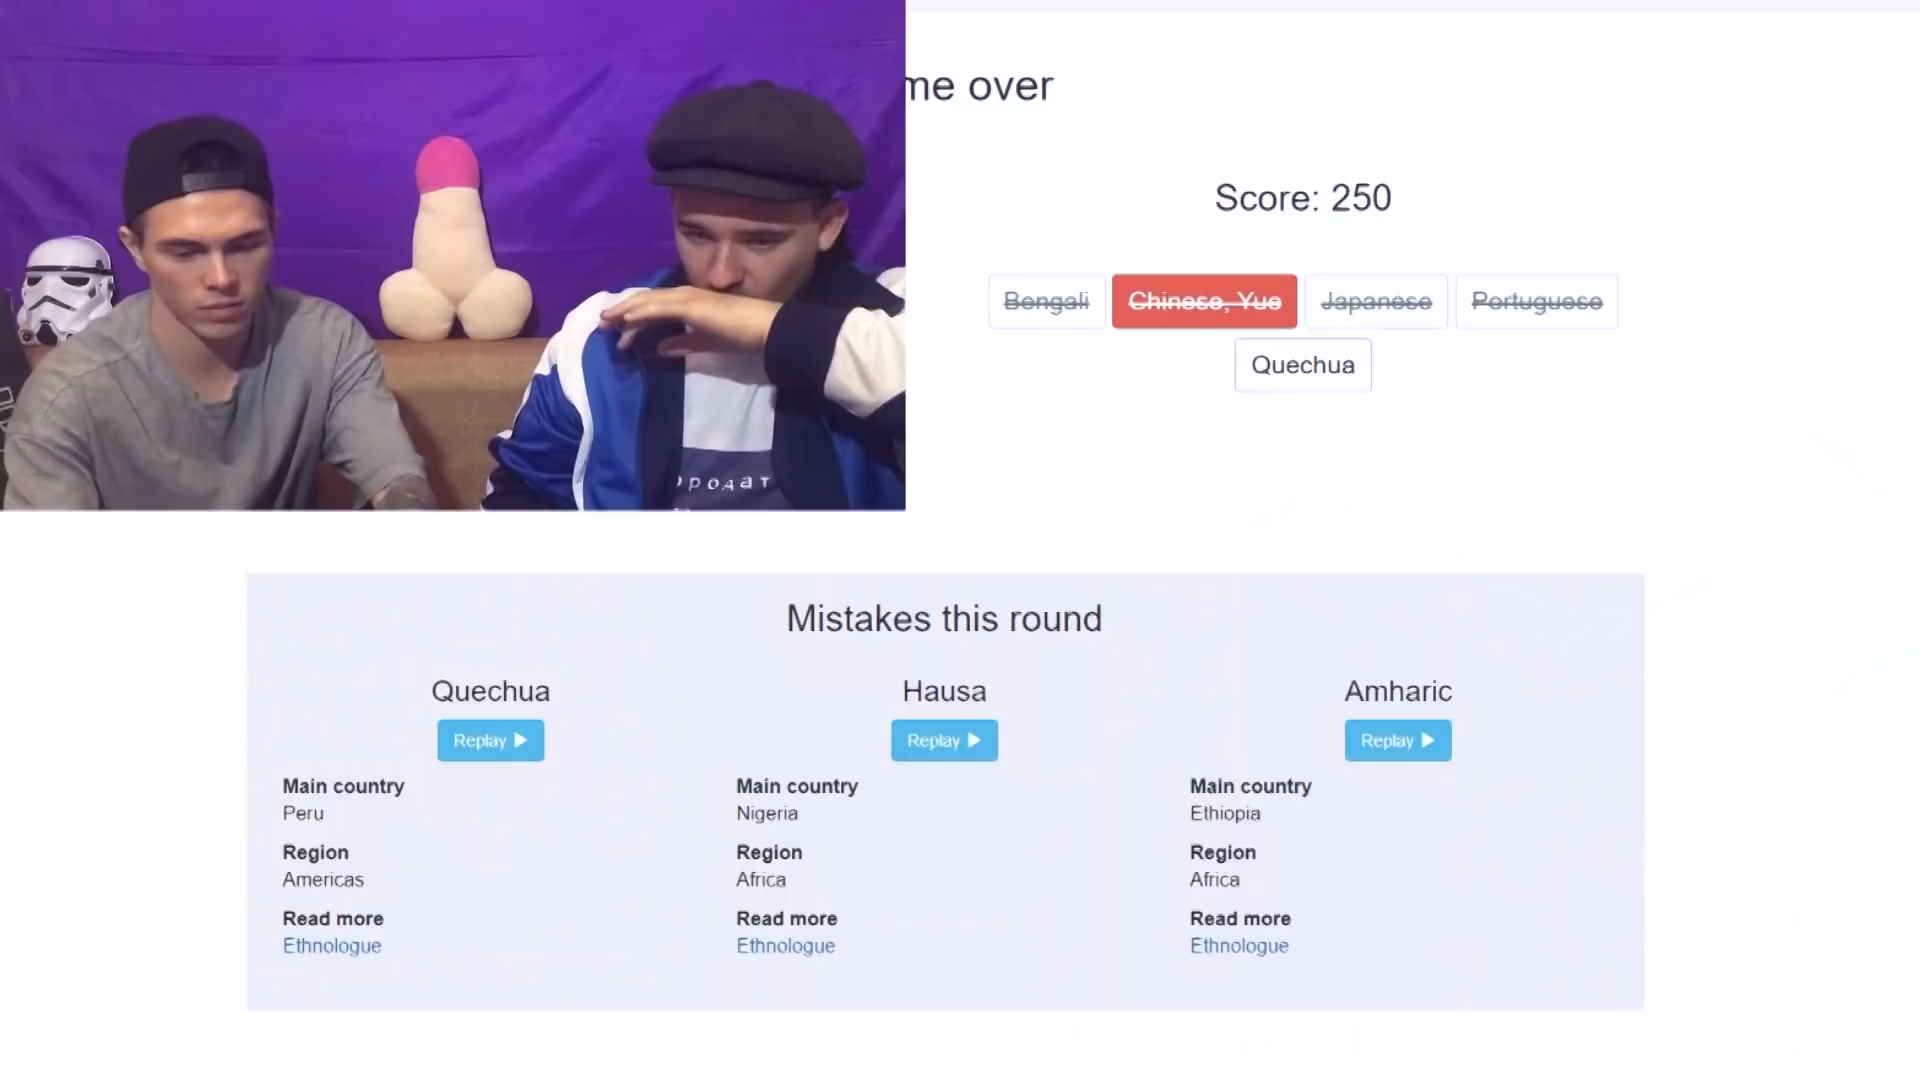 me over
Score: 250
Bengali
Chinese, Yue
Japanese
Portuguese
Quechua
родат
Mistakes this round
Quechua
Hausa
Amharic
Replay
Replay
Replay
Main country
Peru
Main country
Nigeria
Main country
Ethiopia
Region
Americas
Region
Africa
Region
Africa
Read more
Ethnologue
Read more
Ethnologue
Read more
Ethnologue